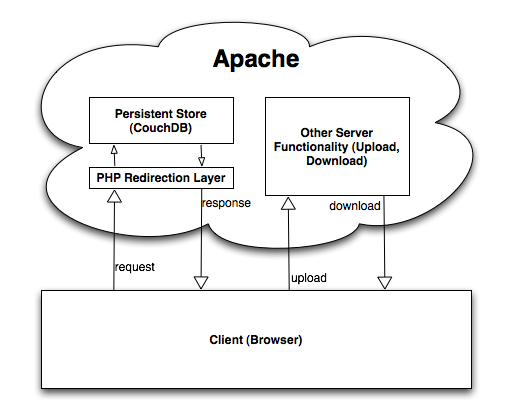 Apache
Persistent Store
(CouchDB)
Other Server
Functionality (Upload,
Download)
PHP Redirection Layer
response
download
request
upload
Client (Browser)